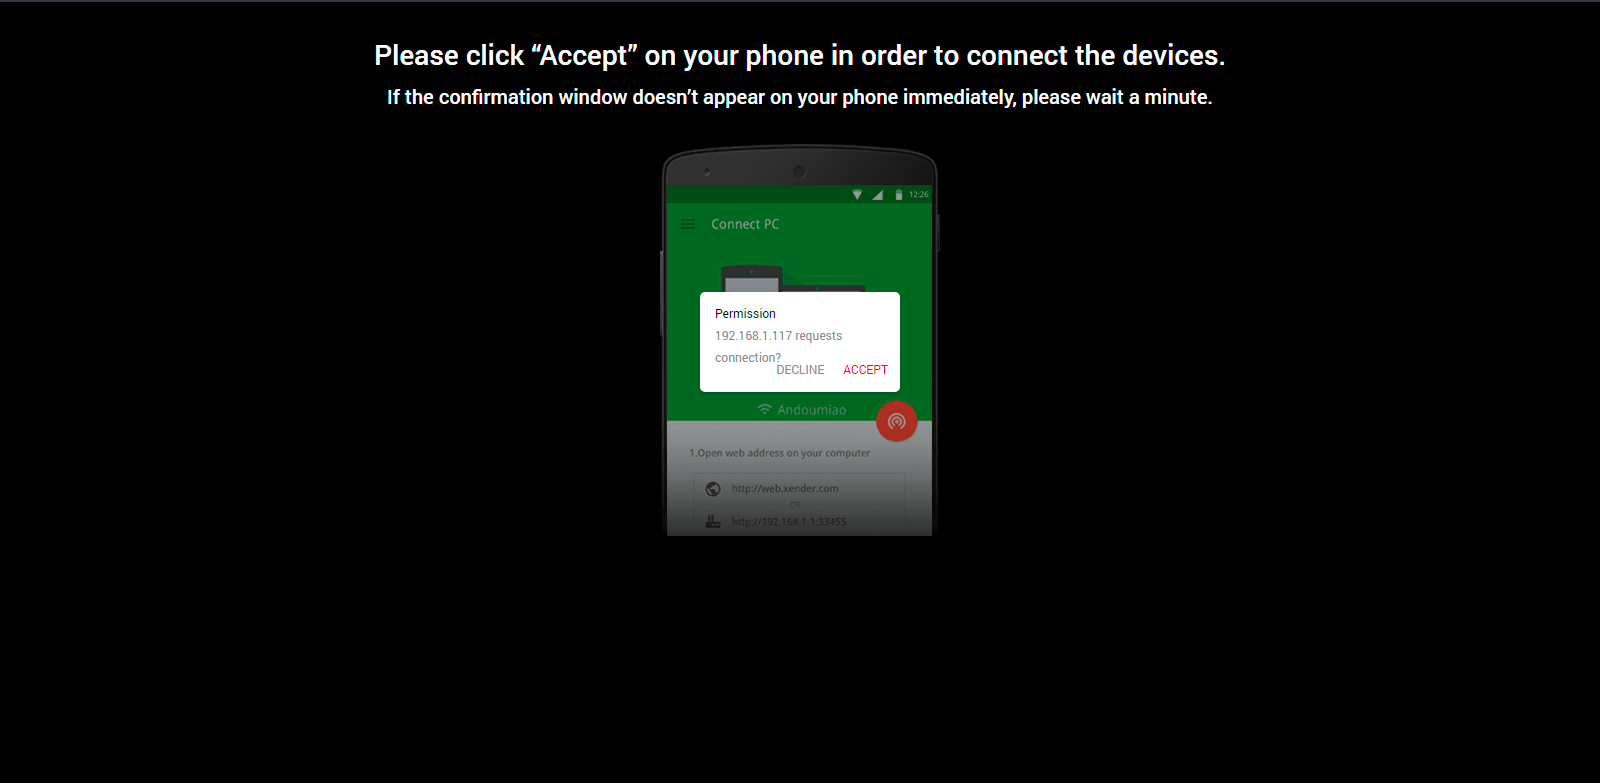 Please click “Accept” on your phone in order to connect the devices.
If the confirmation window doesn’t appear on your phone immediately, please wait a minute.
12:26
Connect PC
Permission
192.168.1.117 requests
connection?
DECLINE ACCEPT
Andoumiao
1.Open web address on your computer
http://web.xender.com
OR
http://192.168.1.1:33455